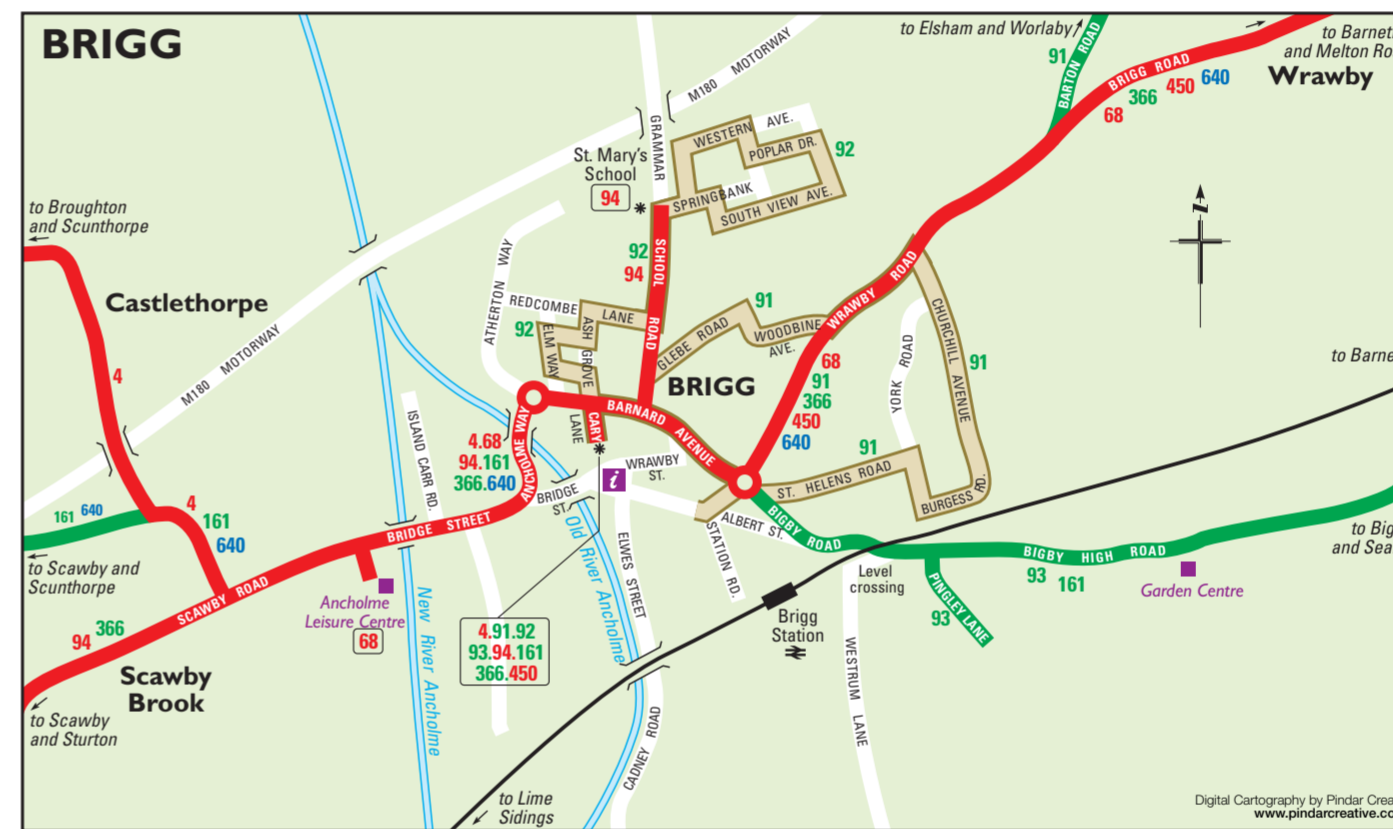 BRIGG
to Elsham and Worlaby
91
BARTON ROAD
to Barnet
and Melton Ro
Wrawby
BRIGG ROAD
68 366 450 640
M180 MOTORWAY
GRAMMAR
SCHOOL
ROAD
WESTERN AVE.
POPLAR DR.
92
SPRINGBANK
SOUTH VIEW AVE.
St. Mary's
School
94
92
94
to Broughton
and Scunthorpe
Castlethorpe
4
M180 MOTORWAY
ATHERTON WAY
REDCOMBE LANE
92
ELM WAY
ASH GROVE
GLEBE ROAD
91
WOODBINE
AVE.
WRAWBY ROAD
68
91
366
450
640
YORK ROAD
CHURCHILL AVENUE
91
to Barne
BRIGG
BARNARD AVENUE
CARY
LANE
ISLAND CARR RD.
4.68
94.161
366.640
ANCHOLME WAY
WRAWBY
ST.
i
BRIDGE
ST.
91
ST. HELENS ROAD
BURGESS RD.
161 640
4
161
640
BRIDGE STREET
Old River Ancholme
ELWES STREET
ALBERT ST.
STATION RD.
BIGBY ROAD
Level
crossing
BIGBY HIGH ROAD
93 161
Garden Centre
to Big
and Sea
PINGLEY LANE
93
to Scawby and
Scunthorpe
SCAWBY ROAD
Ancholme
Leisure Centre
68
New River Ancholme
94 366
Scawby
Brook
to Scawby
and Sturton
4.91.92
93.94.161
366.450
Brigg
Station
WESTRUM LANE
CADNEY ROAD
to Lime
Sidings
N
Digital Cartography by Pindar Crea
www.pindarcreative.co